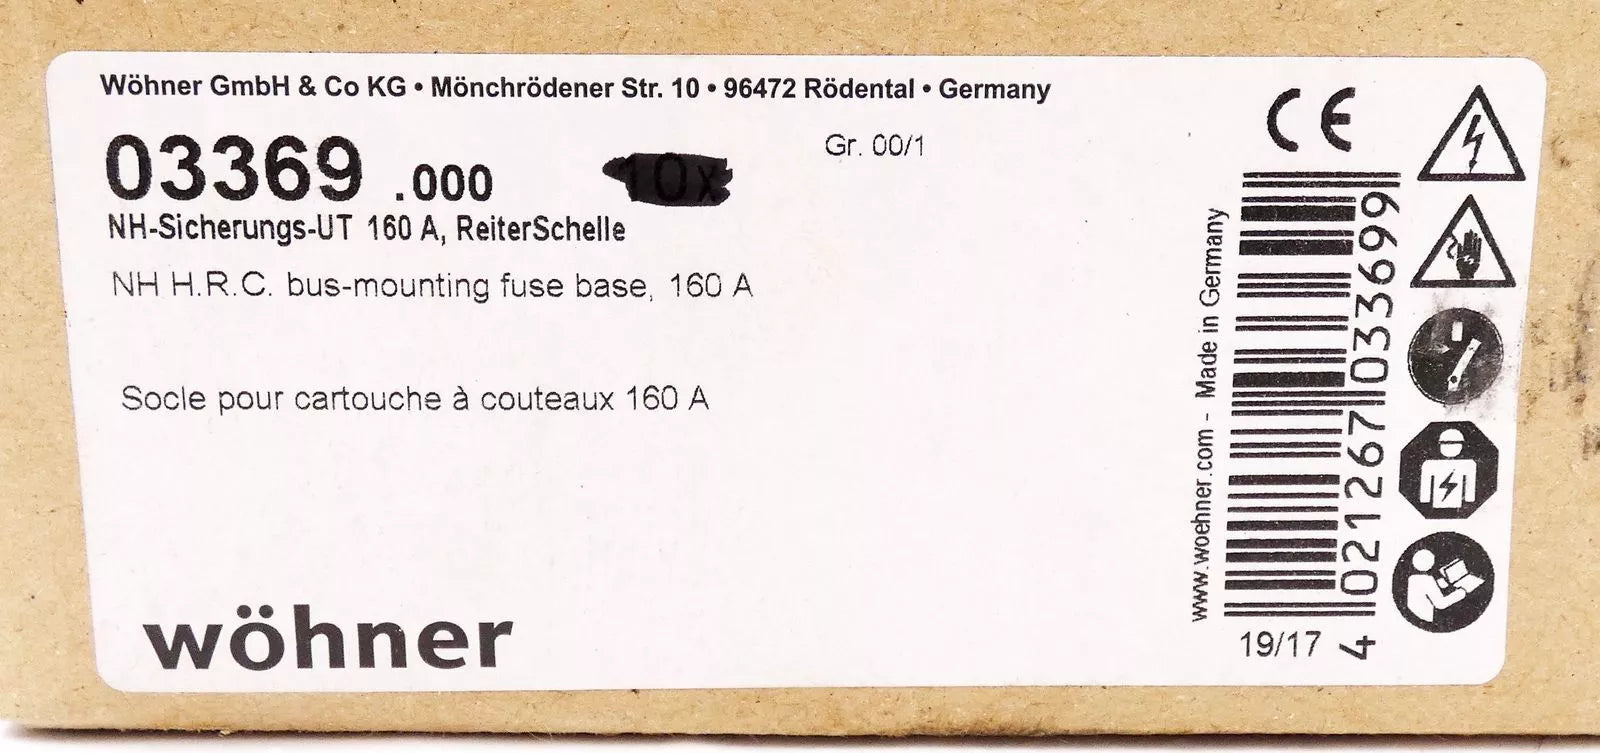 Wöhner GmbH & Co KG • Mönchrödener Str. 10 • 96472 Rödental • Germany
03369 .000 10x Gr. 00/1
NH-Sicherungs-UT 160 A, ReiterSchelle
NH H.R.C. bus-mounting fuse base, 160 A
Socle pour cartouche à couteaux 160 A
wöhner
www.woehner.com - Made in Germany
4 021267 033699
19/17
CE